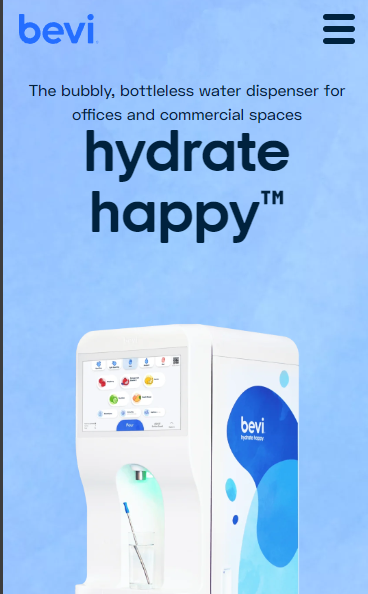 bevi
The bubbly, bottleless water dispenser for
offices and commercial spaces
hydrate
happy™
bevi
hydrate happy